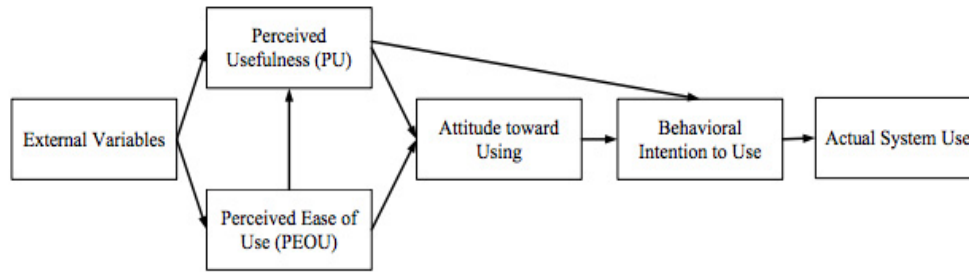 Perceived
Usefulness (PU)
External Variables
Attitude toward
Using
Behavioral
Intention to Use
Actual System Use
Perceived Ease of
Use (PEOU)